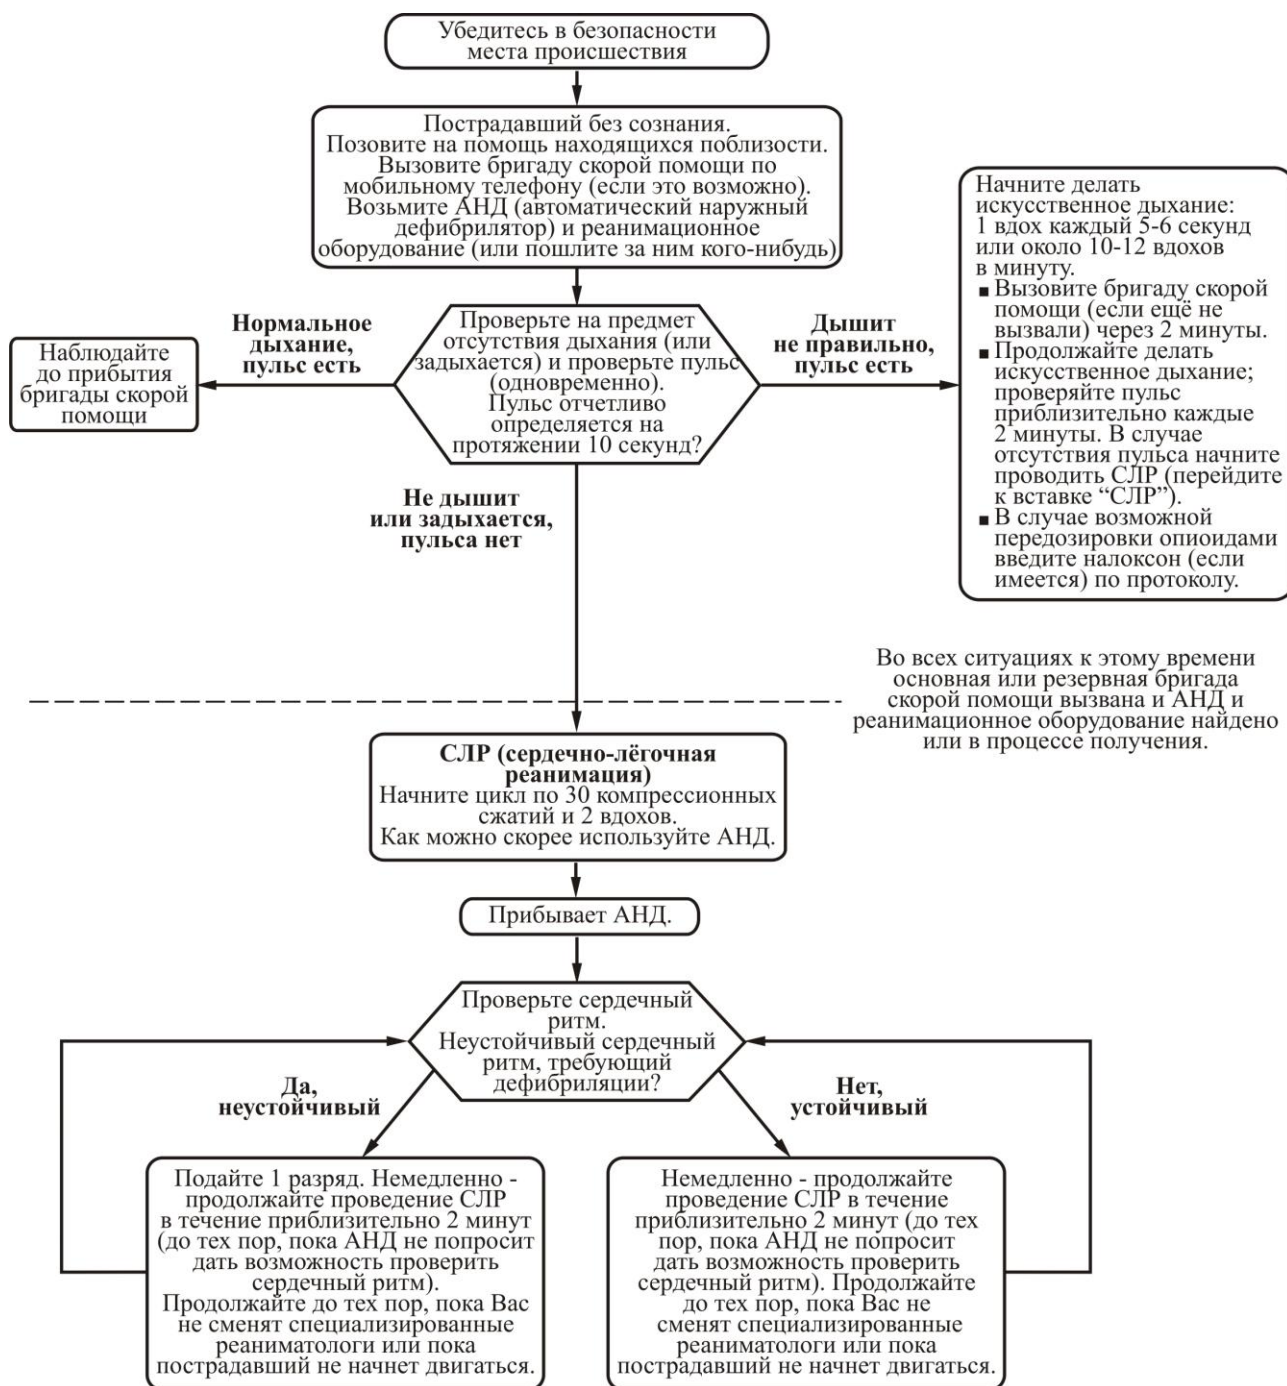 Убедитесь в безопасности
места происшествия
Пострадавший без сознания.
Позовите на помощь находящихся поблизости.
Вызовите бригаду скорой помощи по
мобильному телефону (если это возможно).
Возьмите АНД (автоматический наружный
дефибрилятор) и реанимационное
оборудование (или пошлите за ним кого-нибудь)
Нормальное
дыхание,
пульс есть
Наблюдайте
до прибытия
бригады скорой
помощи
Проверьте на предмет
отсутствия дыхания (или
задыхается) и проверьте пульс
(одновременно).
Пульс отчетливо
определяется на
протяжении 10 секунд?
Дышит
не правильно,
пульс есть
Начните делать
искусственное дыхание:
1 вдох каждый 5-6 секунд
или около 10-12 вдохов
в минуту.
■ Вызовите бригаду скорой
помощи (если ещё не
вызвали) через 2 минуты.
■ Продолжайте делать
искусственное дыхание;
проверяйте пульс
приблизительно каждые
2 минуты. В случае
отсутствия пульса начните
проводить СЛР (перейдите
к вставке “СЛР”).
■ В случае возможной
передозировки опиоидами
введите налоксон (если
имеется) по протоколу.
Не дышит
или задыхается,
пульса нет
Во всех ситуациях к этому времени
основная или резервная бригада
скорой помощи вызвана и АНД и
реанимационное оборудование найдено
или в процессе получения.
СЛР (сердечно-лёгочная
реанимация)
Начните цикл по 30 компрессионных
сжатий и 2 вдохов.
Как можно скорее используйте АНД.
Прибывает АНД.
Проверьте сердечный
ритм.
Неустойчивый сердечный
ритм, требующий
дефибриляции?
Да,
неустойчивый
Нет,
устойчивый
Подайте 1 разряд. Немедленно -
продолжайте проведение СЛР
в течение приблизительно 2 минут
(до тех пор, пока АНД не попросит
дать возможность проверить
сердечный ритм).
Продолжайте до тех пор, пока Вас
не сменят специализированные
реаниматологи или пока
пострадавший не начнет двигаться.
Немедленно - продолжайте
проведение СЛР в течение
приблизительно 2 минут (до тех
пор, пока АНД не попросит
дать возможность проверить
сердечный ритм). Продолжайте
до тех пор, пока Вас не
сменят специализированные
реаниматологи или пока
пострадавший не начнет двигаться.